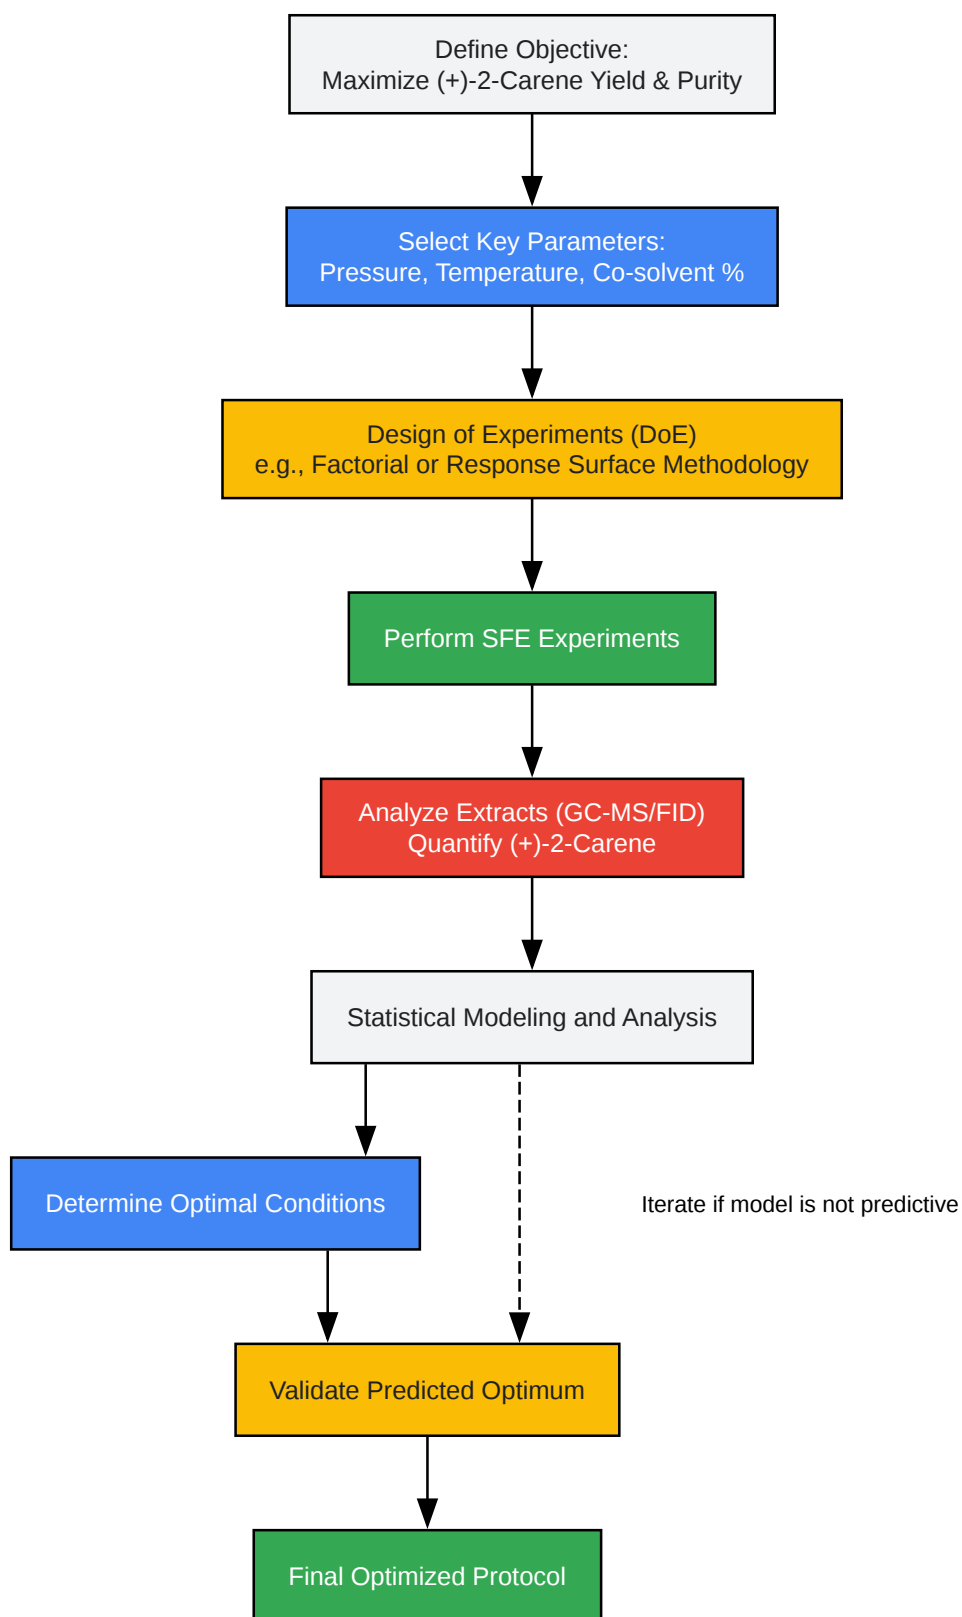 Define Objective:
Maximize (+)-2-Carene Yield & Purity
Select Key Parameters:
Pressure, Temperature, Co-solvent %
Design of Experiments (DoE)
e.g., Factorial or Response Surface Methodology
Perform SFE Experiments
Analyze Extracts (GC-MS/FID)
Quantify (+)-2-Carene
Statistical Modeling and Analysis
Determine Optimal Conditions
Iterate if model is not predictive
Validate Predicted Optimum
Final Optimized Protocol